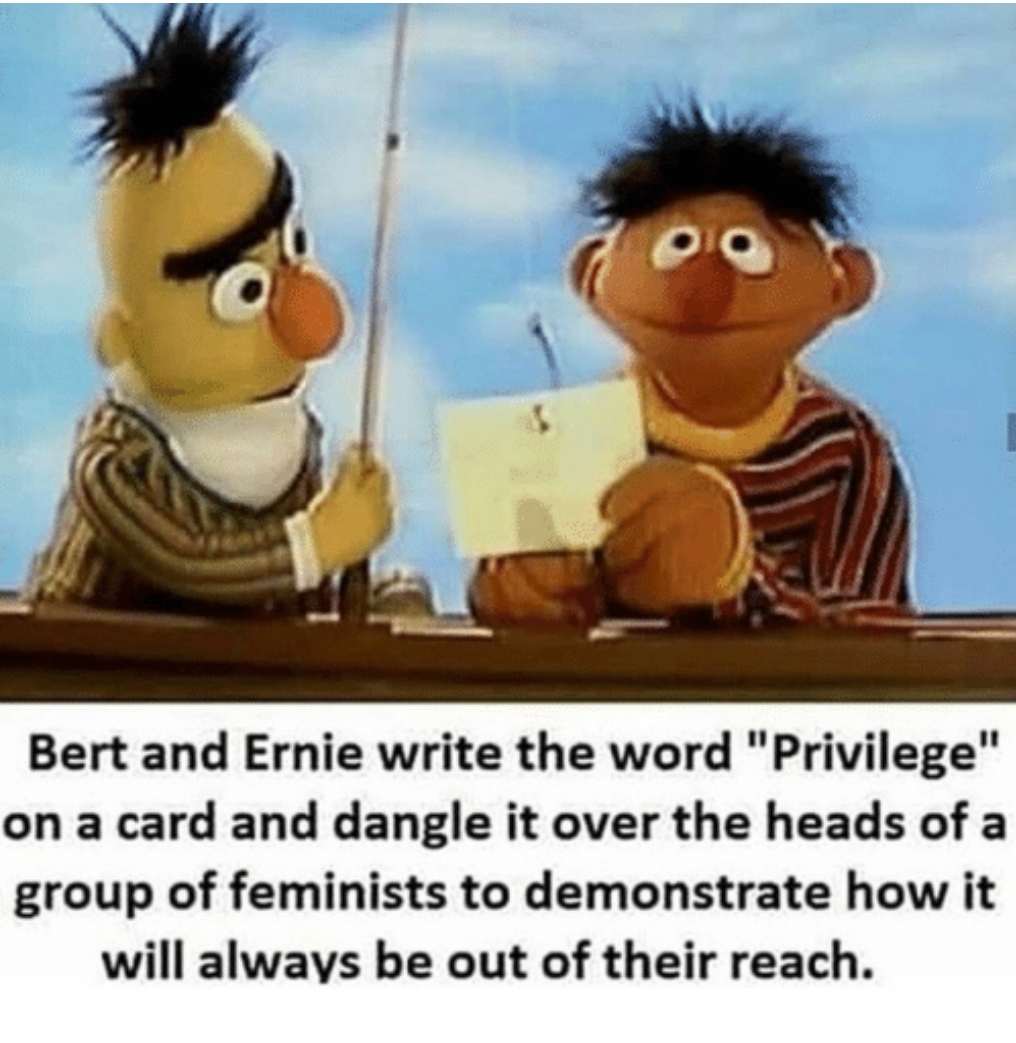 Bert and Ernie write the word "Privilege"
on a card and dangle it over the heads of a
group of feminists to demonstrate how it
will always be out of their reach.